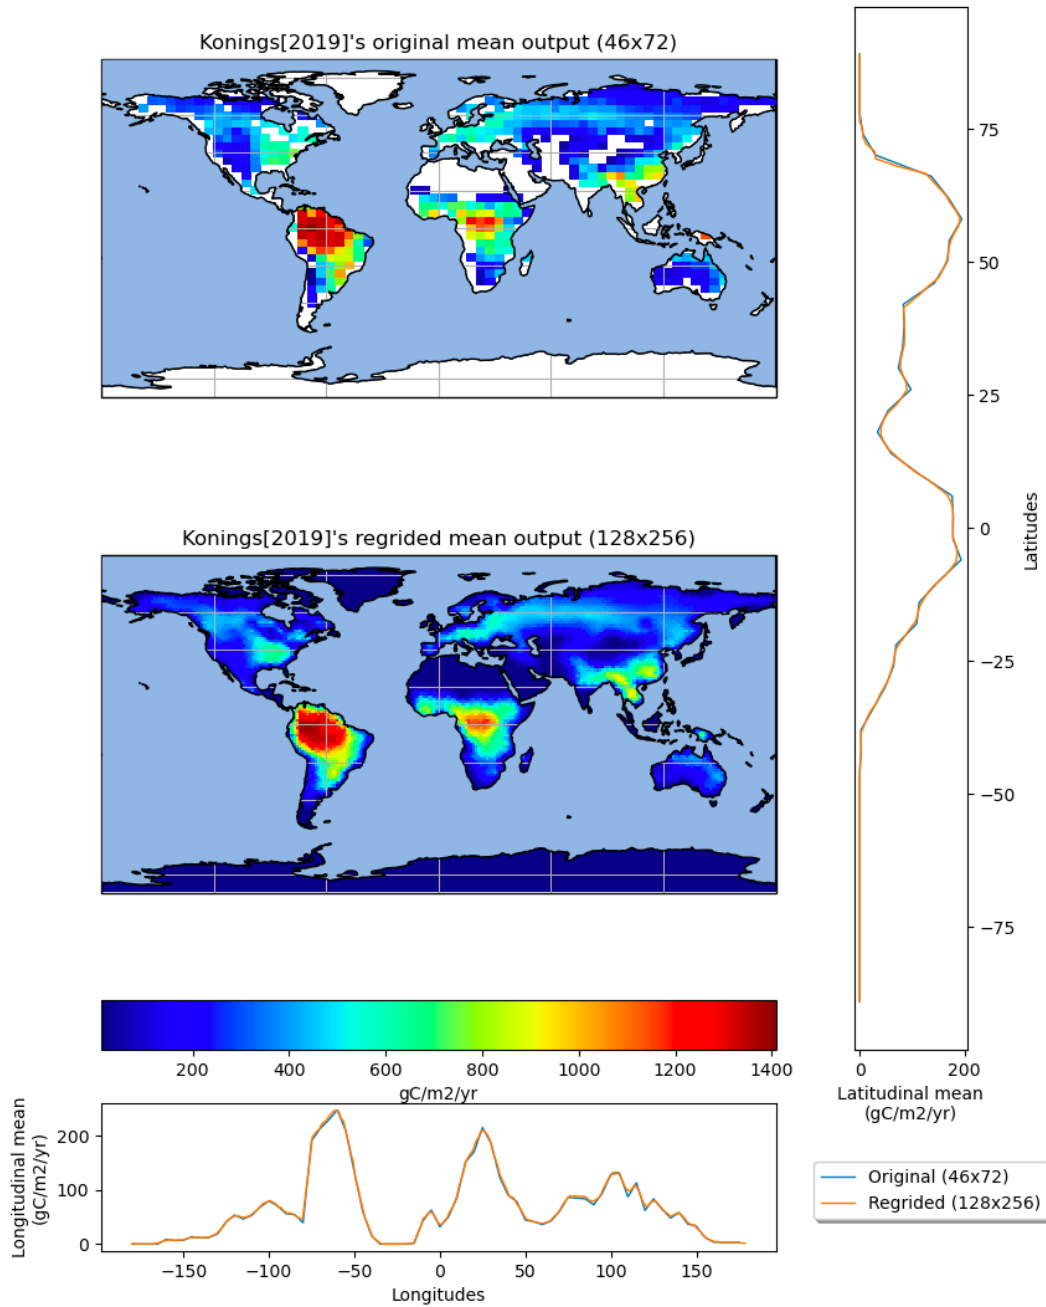 Konings[2019]'s original mean output (46x72)
75
50
25
0
−25
−50
−75
Latitudes
0 200
Latitudinal mean
(gC/m2/yr)
Konings[2019]'s regrided mean output (128x256)
200 400 600 800 1000 1200 1400
gC/m2/yr
Longitudinal mean
(gC/m2/yr)
200
100
0
−150 −100 −50 0 50 100 150
Longitudes
Original (46x72)
Regrided (128x256)